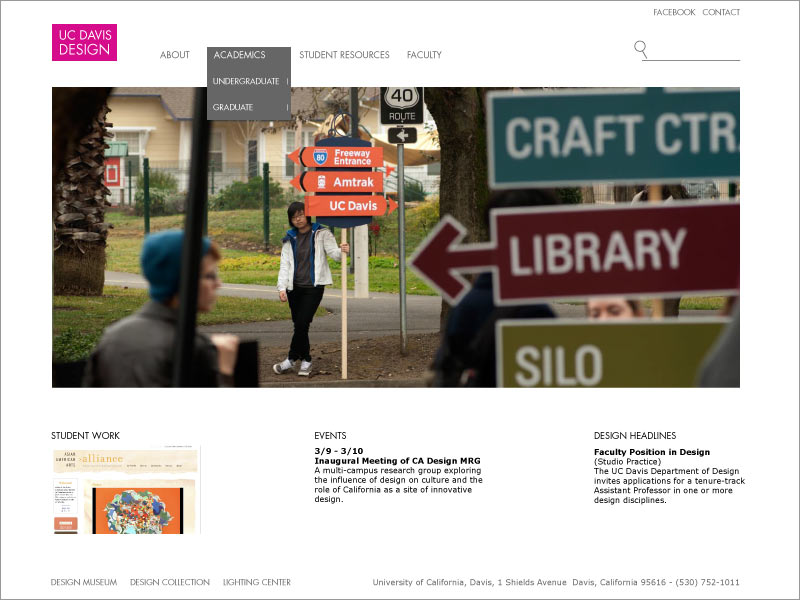 FACEBOOK CONTACT
UC DAVIS
DESIGN
ABOUT ACADEMICS STUDENT RESOURCES FACULTY
UNDERGRADUATE
GRADUATE
40
ROUTE
80 Freeway
Entrance
Amtrak
UC Davis
CRAFT CTR.
LIBRARY
SILO
STUDENT WORK
ASIAN
AMERICAN
ARTS
alliance
EVENTS
3/9 - 3/10
Inaugural Meeting of CA Design MRG
A multi-campus research group exploring
the influence of design on culture and the
role of California as a site of innovative
design.
DESIGN HEADLINES
Faculty Position in Design
(Studio Practice)
The UC Davis Department of Design
invites applications for a tenure-track
Assistant Professor in one or more
design disciplines.
DESIGN MUSEUM DESIGN COLLECTION LIGHTING CENTER
University of California, Davis, 1 Shields Avenue Davis, California 95616 - (530) 752-1011